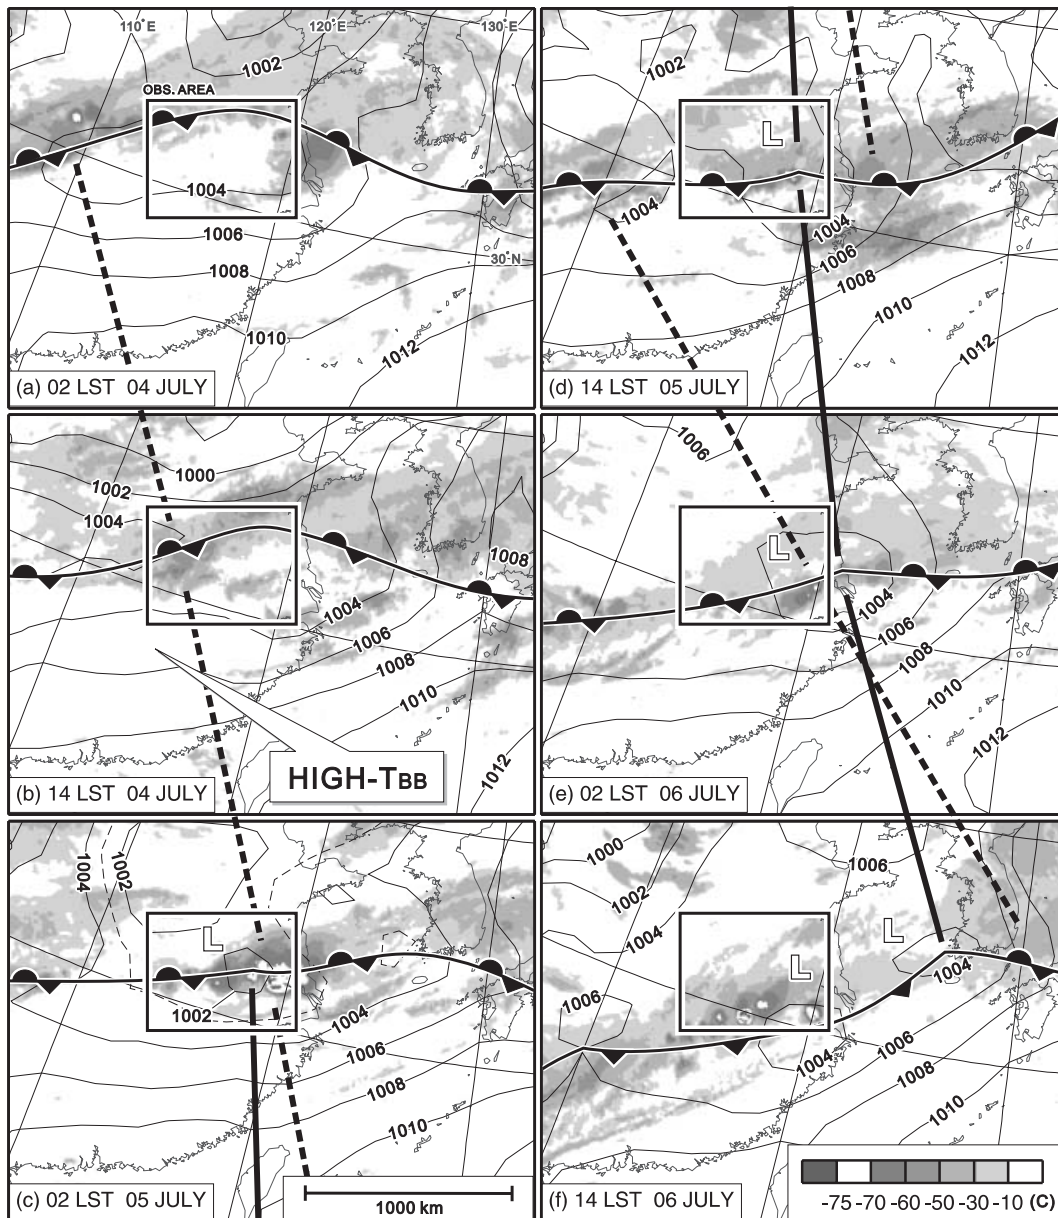 110°E
120°E
130°E
1002
OBS. AREA
1004
1006
1008
30°N
1010
1012
(a) 02 LST 04 JULY
1002
L
1004
1004
1006
1008
1010
1012
(d) 14 LST 05 JULY
1000
1002
1004
1008
1004
1006
1008
1010
1012
HIGH-TBB
(b) 14 LST 04 JULY
1006
L
1004
1006
1008
1010
1012
(e) 02 LST 06 JULY
1004
1002
L
1002
1004
1006
1008
1010
(c) 02 LST 05 JULY
1000 km
1000
1006
1002
1004
L
L
1004
1006
1004
1006
1008
1010
(f) 14 LST 06 JULY
-75 -70 -60 -50 -30 -10 (C)